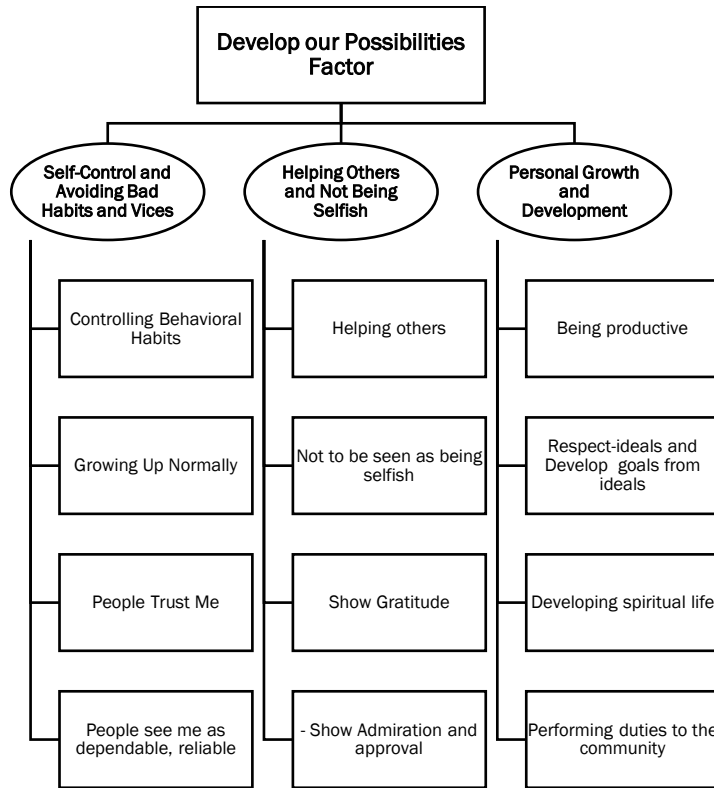 Develop our Possibilities
Factor
Self-Control and
Avoiding Bad
Habits and Vices
Helping Others
and Not Being
Selfish
Personal Growth
and
Development
Controlling Behavioral
Habits
Helping others
Being productive
Growing Up Normally
Not to be seen as being
selfish
Respect-ideals and
Develop goals from
ideals
People Trust Me
Show Gratitude
Developing spiritual life
People see me as
dependable, reliable
- Show Admiration and
approval
Performing duties to the
community